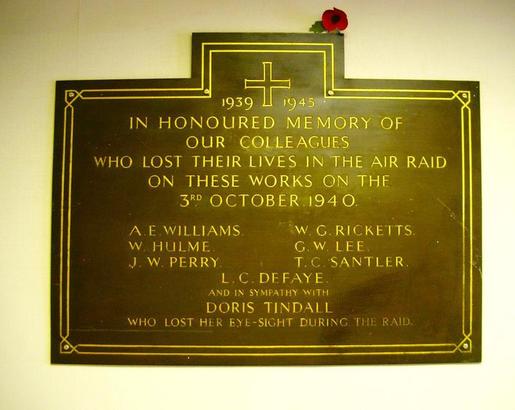 1939 1945
IN HONOURED MEMORY OF
OUR COLLEAGUES
WHO LOST THEIR LIVES IN THE AIR RAID
ON THESE WORKS ON THE
3RD OCTOBER 1940.
A.E. WILLIAMS. W. G. RICKETTS.
W. HULME. G.W. LEE.
J. W. PERRY. T.C. SANTLER.
L. C. DEFAYE.
AND IN SYMPATHY WITH
DORIS TINDALL
WHO LOST HER EYE-SIGHT DURING THE RAID.